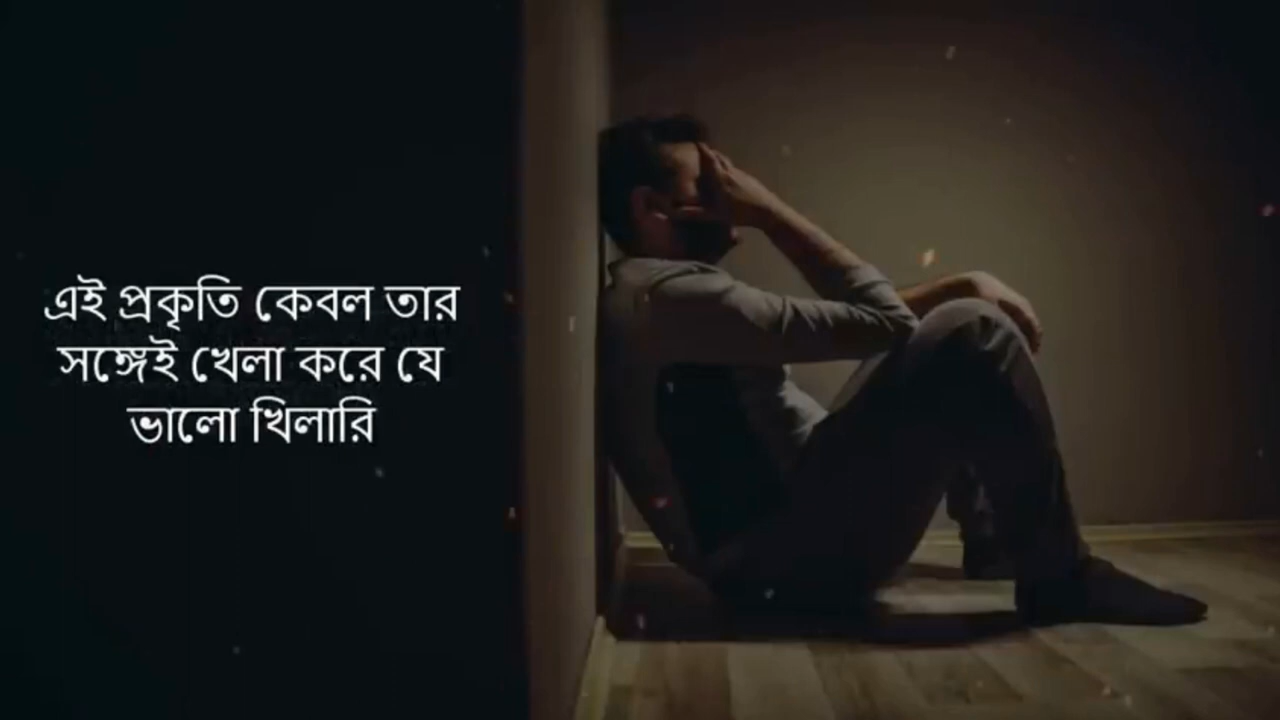 এই প্রকৃতি কেবল তার
সঙ্গেই খেলা করে যে
ভালো খিলারি